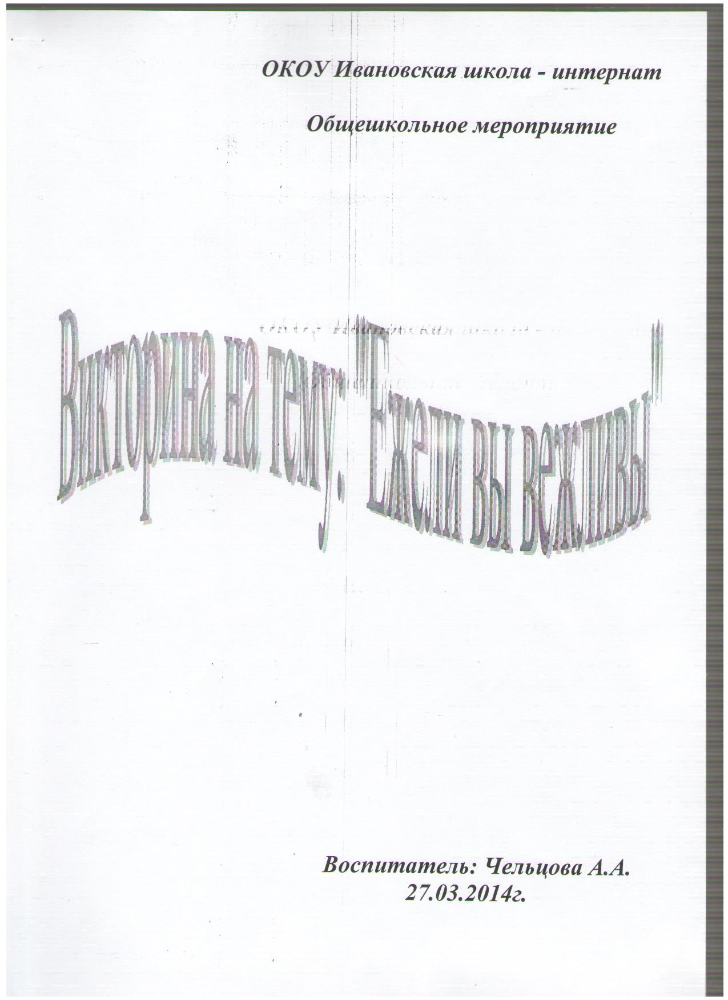 ОКОУ Ивановская школа - интернат
Общешкольное мероприятие
Викторина на тему: "Ежели вы вежливы"
Воспитатель: Чельцова А.А.
27.03.2014г.